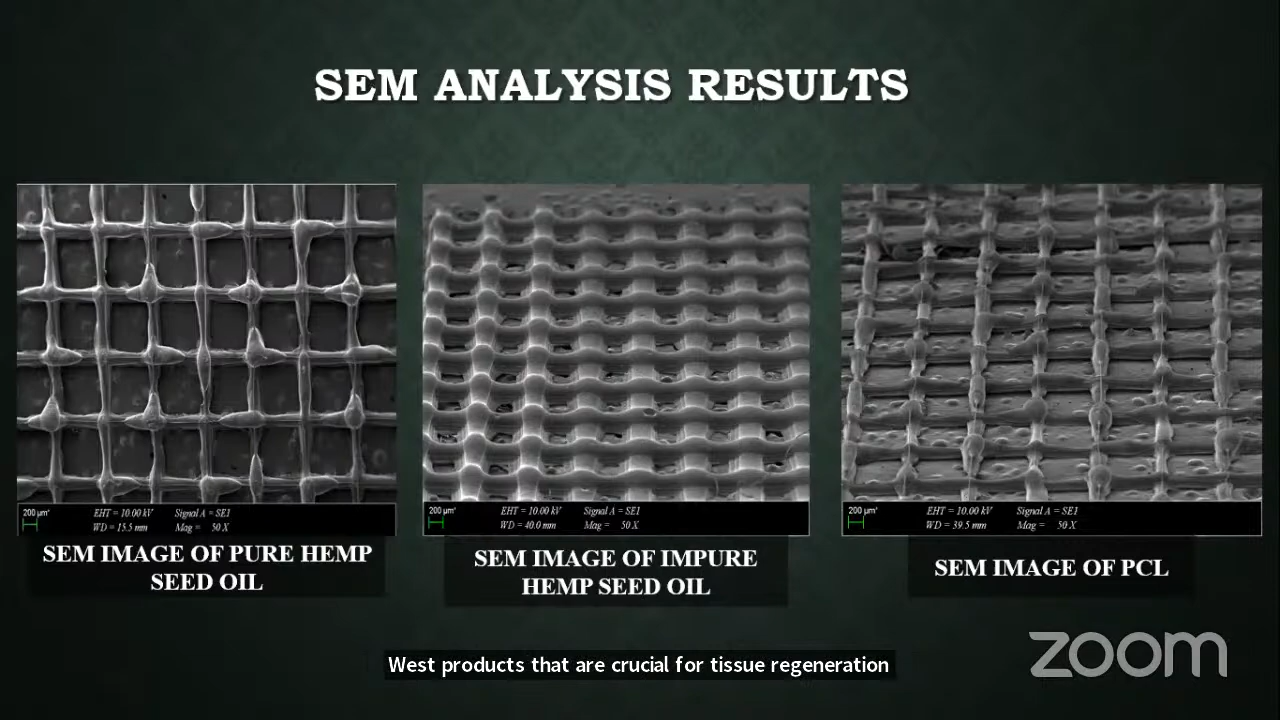 SEM ANALYSIS RESULTS
200 µm*
EHT = 10.00 kV Signal A = SE1
WD = 15.5 mm Mag = 50 X
SEM IMAGE OF PURE HEMP
SEED OIL
200 µm*
EHT = 10.00 kV Signal A = SE1
WD = 40.0 mm Mag = 50 X
SEM IMAGE OF IMPURE
HEMP SEED OIL
200 µm*
EHT = 10.00 kV Signal A = SE1
WD = 39.5 mm Mag = 50 X
SEM IMAGE OF PCL
West products that are crucial for tissue regeneration
zoom